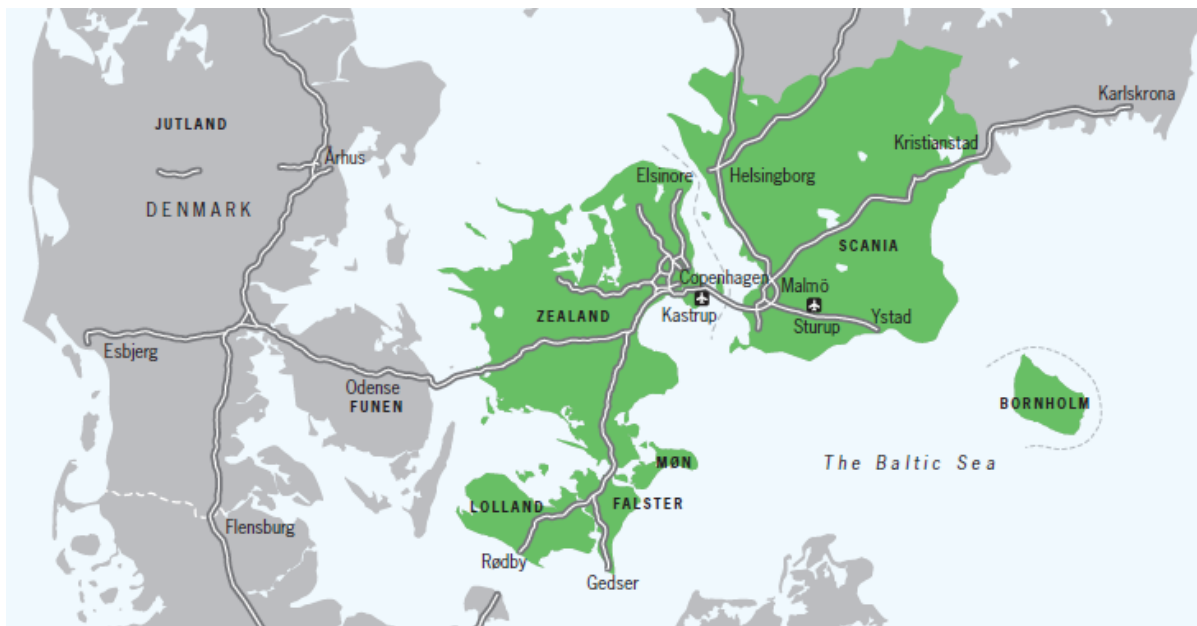 Karlskrona
JUTLAND
Kristianstad
Århus
Elsinore
Helsingborg
DENMARK
SCANIA
Copenhagen
Malmö
Kastrup
ZEALAND
Sturup
Ystad
Esbjerg
Odense
FUNEN
BORNHOLM
The Baltic Sea
MØN
LOLLAND
FALSTER
Flensburg
Rødby
Gedser